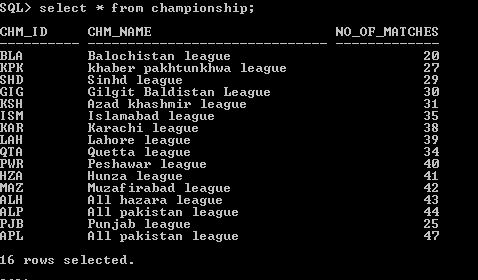 SQL> select * from championship;
CHM_ID CHM_NAME NO_OF_MATCHES
---------- ------------------------------ -------------
BLA Balochistan league 20
KPK khaber pakhtunkhwa league 27
SHD Sinhd league 29
GIG Gilgit Baldistan League 30
KSH Azad khashmir league 31
ISM Islamabad league 35
KAR Karachi league 38
LAH Lahore league 39
QTA Quetta league 34
PWR Peshawar league 40
HZA Hunza league 41
MAZ Muzafirabad league 42
ALH All hazara league 43
ALP All pakistan league 44
PJB Punjab league 25
APL All pakistan league 47
16 rows selected.